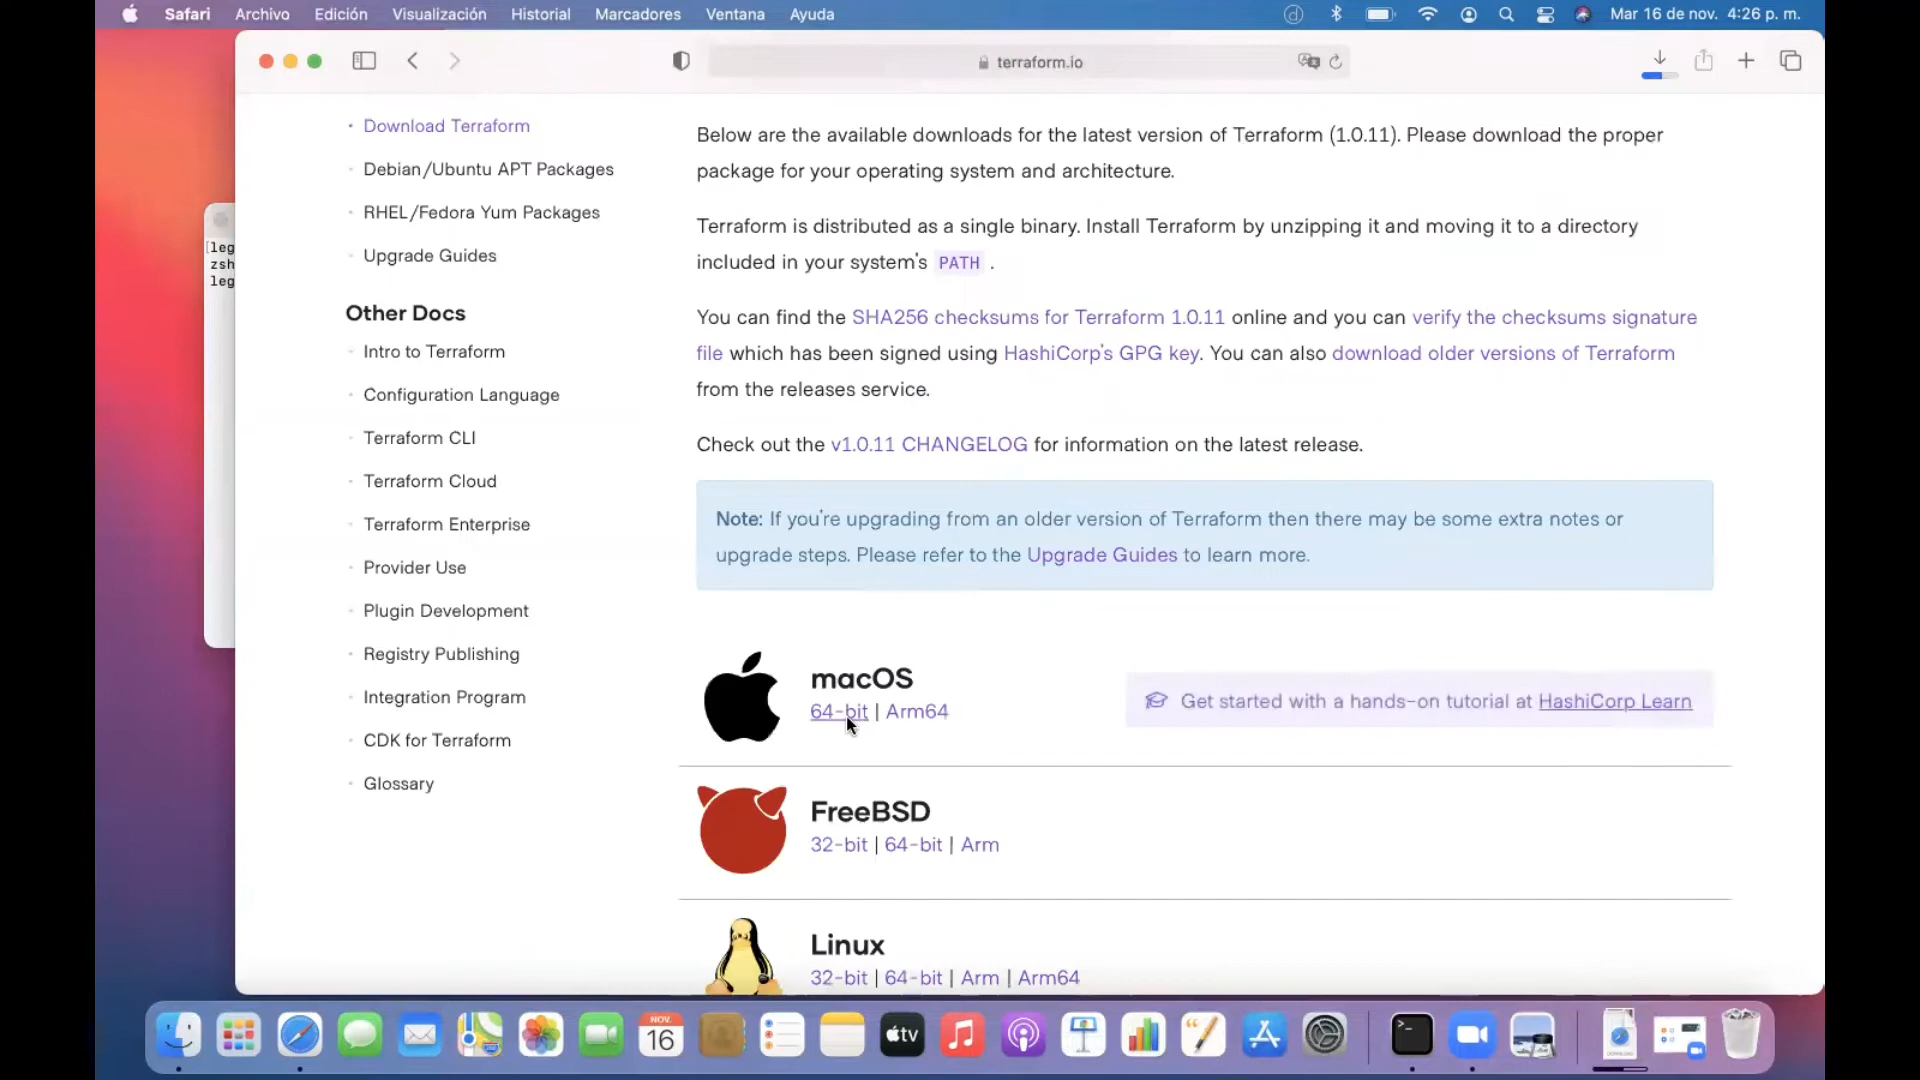 Safari Archivo Edición Visualización Historial Marcadores Ventana Ayuda Mar 16 de nov. 4:26 p. m.
terraform.io
leg
zsh
leg
Download Terraform
Debian/Ubuntu APT Packages
RHEL/Fedora Yum Packages
Upgrade Guides
Other Docs
Intro to Terraform
Configuration Language
Terraform CLI
Terraform Cloud
Terraform Enterprise
Provider Use
Plugin Development
Registry Publishing
Integration Program
CDK for Terraform
Glossary
Below are the available downloads for the latest version of Terraform (1.0.11). Please download the proper
package for your operating system and architecture.
Terraform is distributed as a single binary. Install Terraform by unzipping it and moving it to a directory
included in your system's PATH .
You can find the SHA256 checksums for Terraform 1.0.11 online and you can verify the checksums signature
file which has been signed using HashiCorp's GPG key. You can also download older versions of Terraform
from the releases service.
Check out the v1.0.11 CHANGELOG for information on the latest release.
Note: If you're upgrading from an older version of Terraform then there may be some extra notes or
upgrade steps. Please refer to the Upgrade Guides to learn more.
macOS
64-bit | Arm64
Get started with a hands-on tutorial at HashiCorp Learn
FreeBSD
32-bit | 64-bit | Arm
Linux
32-bit | 64-bit | Arm | Arm64
NOV.
16
tv
DOWNLOAD